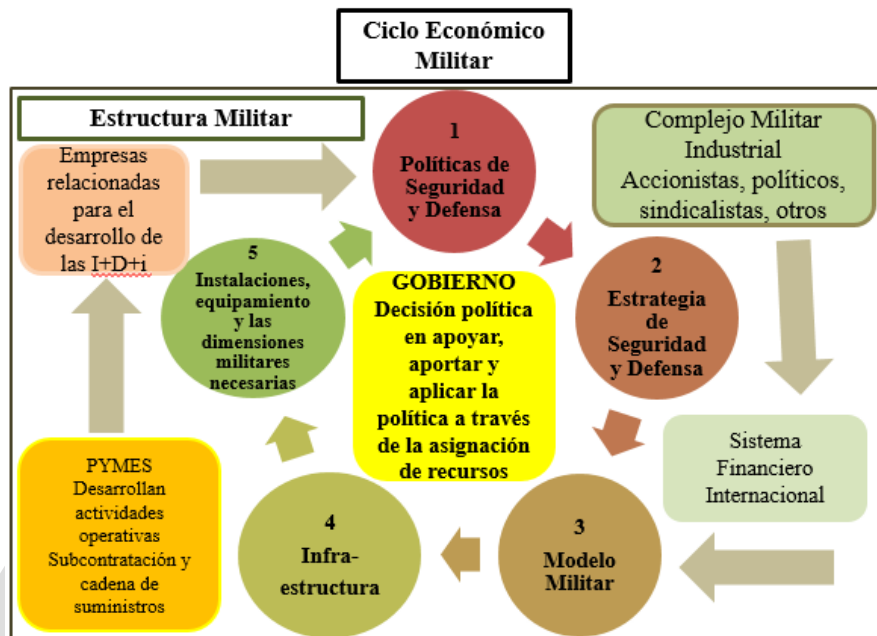 Ciclo Económico
Militar
Estructura Militar
Empresas
relacionadas
para el
desarrollo de
las I+D+i
1
Políticas de
Seguridad
y Defensa
Complejo Militar
Industrial
Accionistas, políticos,
sindicalistas, otros
5
Instalaciones,
equipamiento
y las
dimensiones
militares
necesarias
GOBIERNO
Decisión política
en apoyar,
aportar y
aplicar la
política a través
de la asignación
de recursos
2
Estrategia
de
Seguridad
y Defensa
PYMES
Desarrollan
actividades
operativas
Subcontratación y
cadena de
suministros
4
Infra-
estructura
3
Modelo
Militar
Sistema
Financiero
Internacional